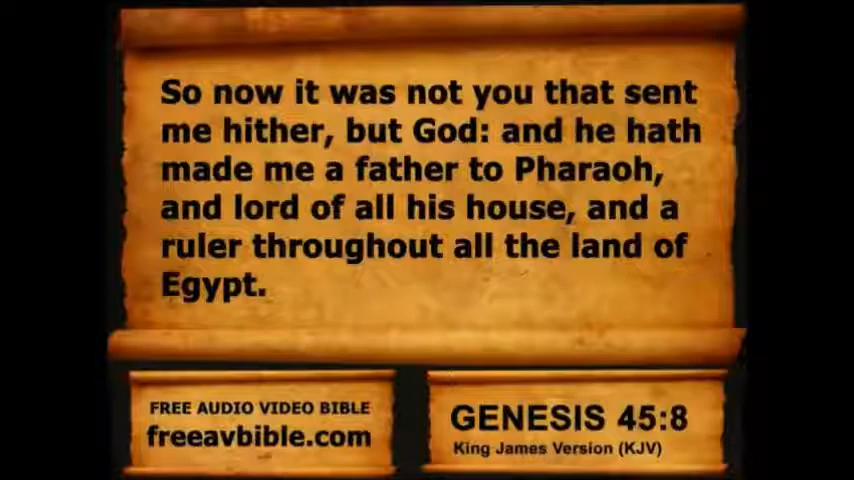 So now it was not you that sent
me hither, but God: and he hath
made me a father to Pharaoh,
and lord of all his house, and a
ruler throughout all the land of
Egypt.
FREE AUDIO VIDEO BIBLE
freeavbible.com
GENESIS 45:8
King James Version (KJV)